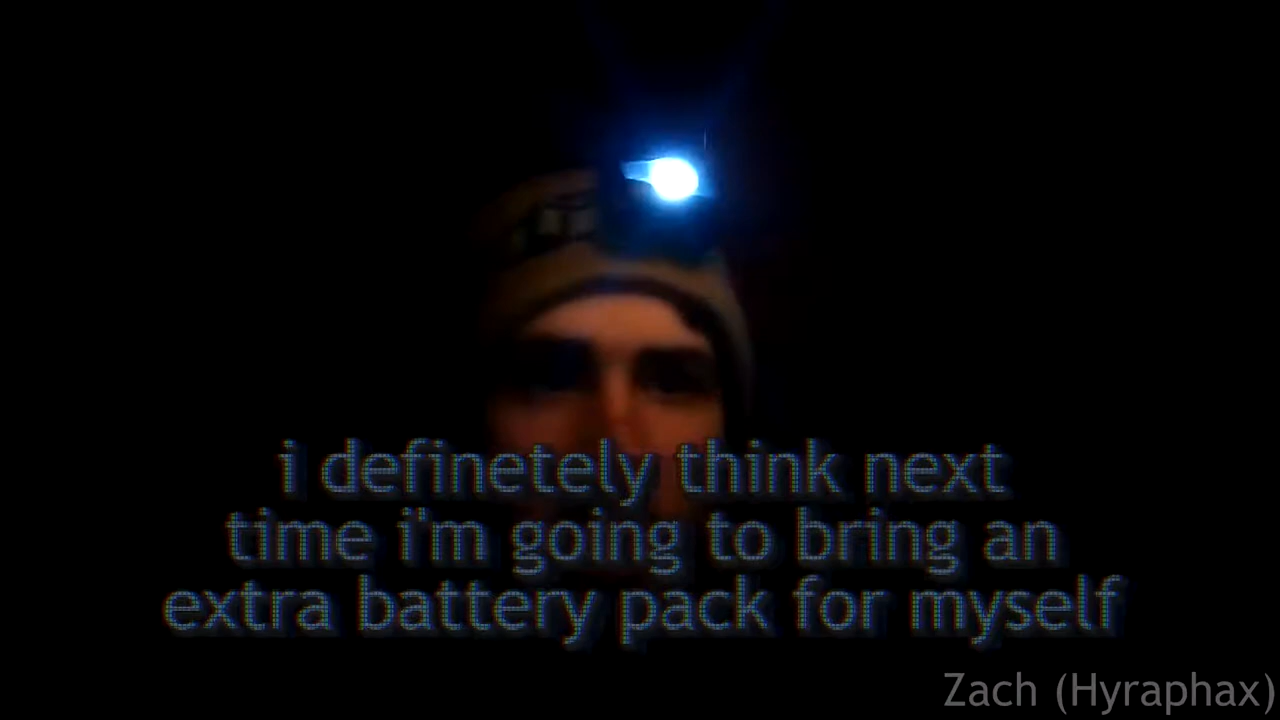 i definetely think next
time i'm going to bring an
extra battery pack for myself
Zach (Hyraphax)